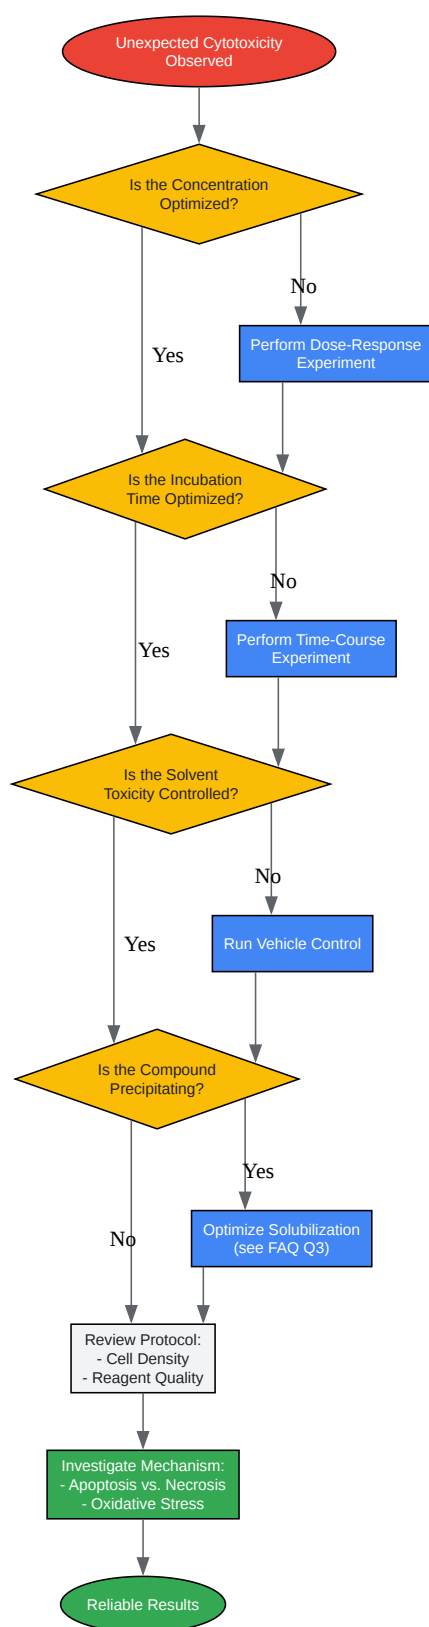 Unexpected Cytotoxicity
Observed
Is the Concentration
Optimized?
No
Yes
Perform Dose-Response
Experiment
Is the Incubation
Time Optimized?
No
Yes
Perform Time-Course
Experiment
Is the Solvent
Toxicity Controlled?
No
Yes
Run Vehicle Control
Is the Compound
Precipitating?
Yes
No
Optimize Solubilization
(see FAQ Q3)
Review Protocol:
- Cell Density
- Reagent Quality
Investigate Mechanism:
- Apoptosis vs. Necrosis
- Oxidative Stress
Reliable Results